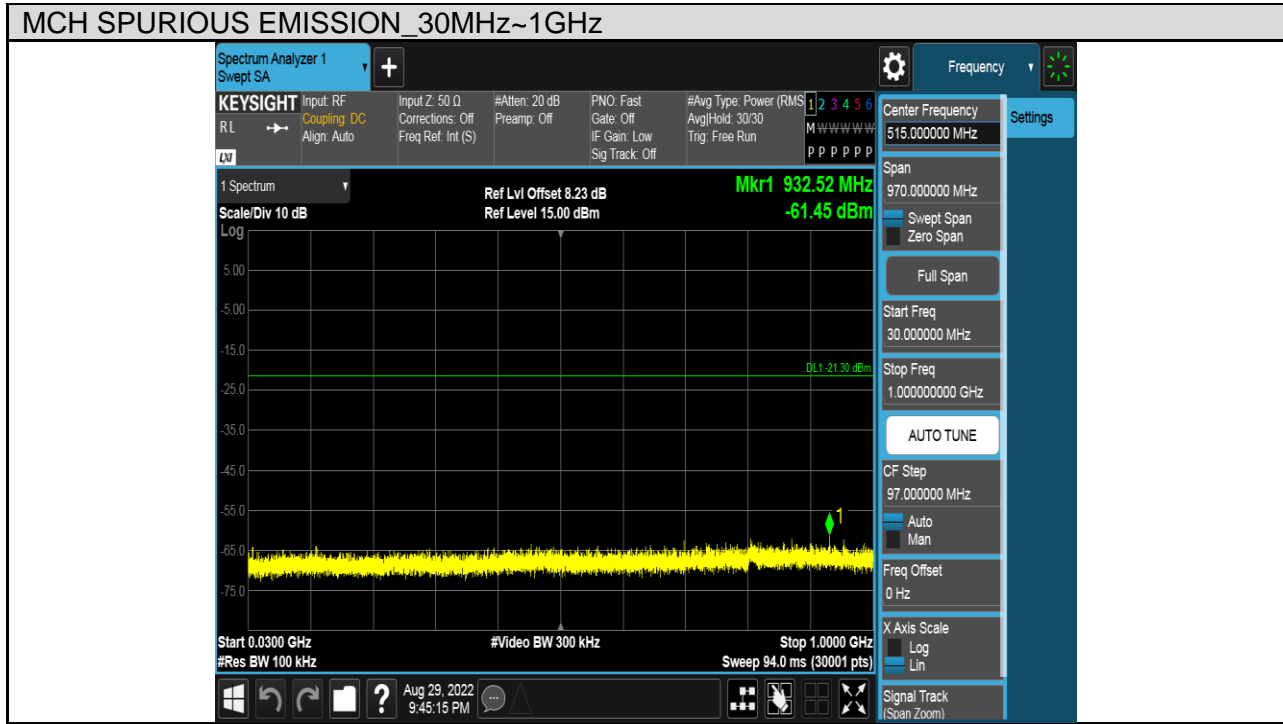 MCH SPURIOUS EMISSION_30MHz~1GHz
Spectrum Analyzer 1
Swept SA
+
Frequency
KEYSIGHT
RL
LXI
Input: RF
Coupling: DC
Align: Auto
Input Z: 50 Ω
Corrections: Off
Freq Ref: Int (S)
#Atten: 20 dB
Preamp: Off
PNO: Fast
Gate: Off
IF Gain: Low
Sig Track: Off
#Avg Type: Power (RMS
Avg|Hold: 30/30
Trig: Free Run
1 2 3 4 5 6
M W W W W W
P P P P P P
1 Spectrum
Scale/Div 10 dB
Ref Lvl Offset 8.23 dB
Ref Level 15.00 dBm
Mkr1 932.52 MHz
-61.45 dBm
Log
5.00
-5.00
-15.0
DL1 -21.30 dBm
-25.0
-35.0
-45.0
-55.0
1
-65.0
-75.0
Start 0.0300 GHz
#Video BW 300 kHz
Stop 1.0000 GHz
#Res BW 100 kHz
Sweep 94.0 ms (30001 pts)
?
Aug 29, 2022
9:45:15 PM
Center Frequency
515.000000 MHz
Settings
Span
970.000000 MHz
Swept Span
Zero Span
Full Span
Start Freq
30.000000 MHz
Stop Freq
1.000000000 GHz
AUTO TUNE
CF Step
97.000000 MHz
Auto
Man
Freq Offset
0 Hz
X Axis Scale
Log
Lin
Signal Track
(Span Zoom)